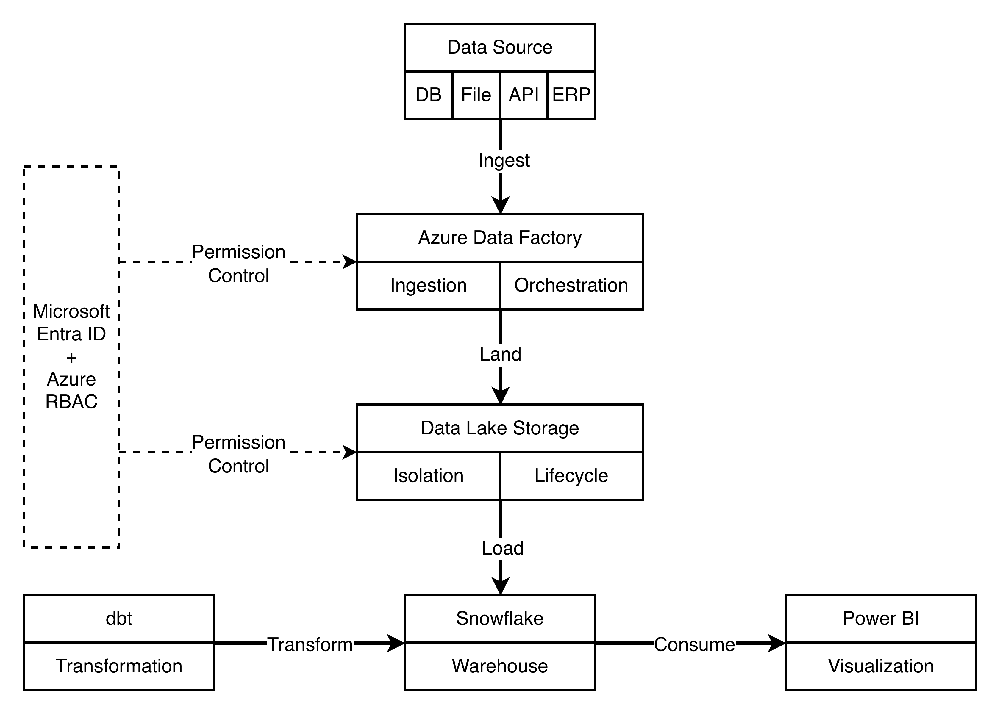 Data Source
DB File API ERP
Ingest
Azure Data Factory
Ingestion Orchestration
Permission
Control
Microsoft
Entra ID
+
Azure
RBAC
Land
Data Lake Storage
Isolation Lifecycle
Permission
Control
Load
dbt
Transformation
Transform
Snowflake
Warehouse
Consume
Power BI
Visualization